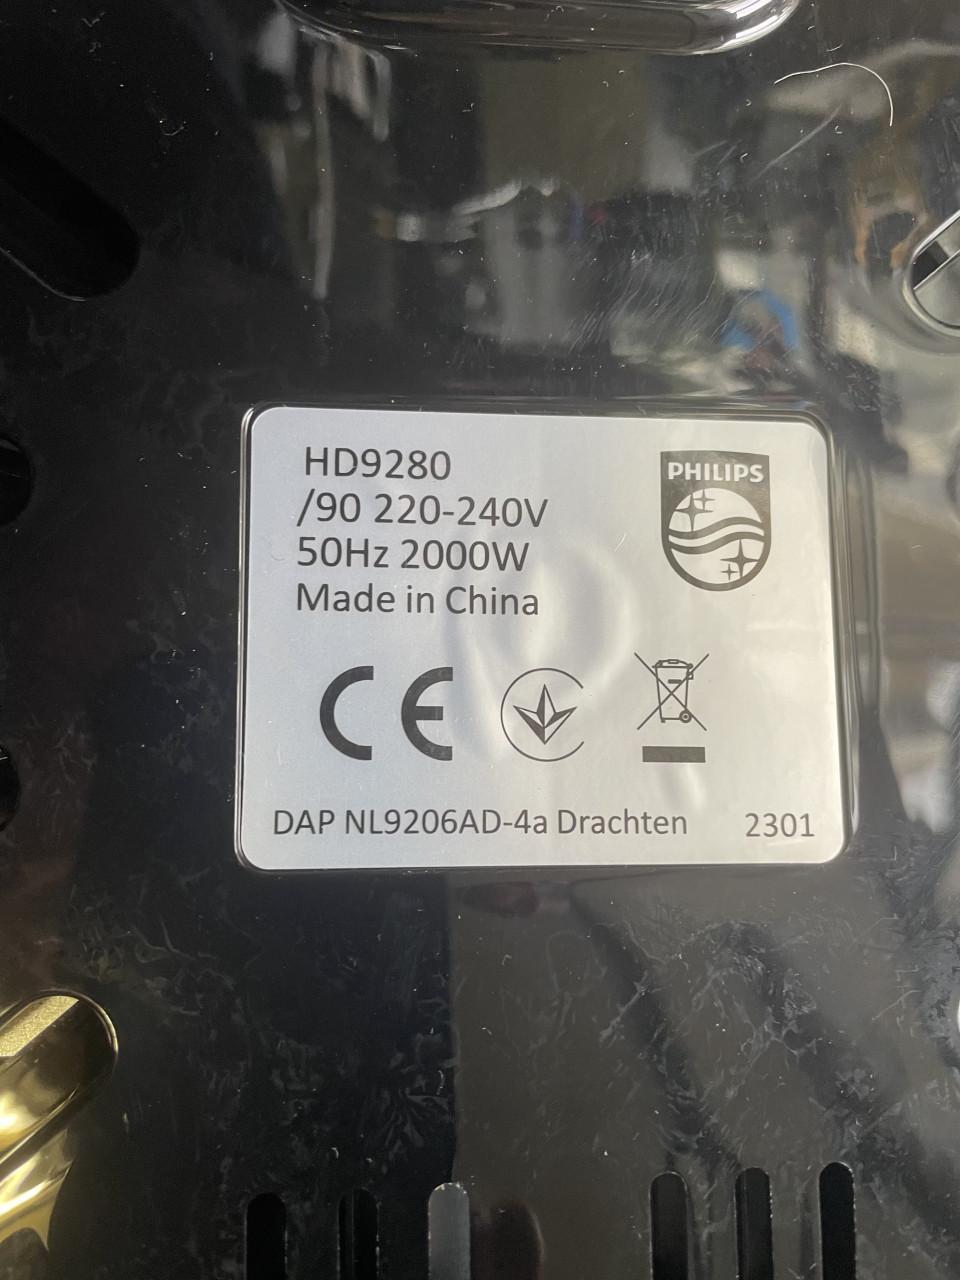 HD9280
/90 220-240V
50Hz 2000W
Made in China
PHILIPS
CE
DAP NL9206AD-4a Drachten 2301